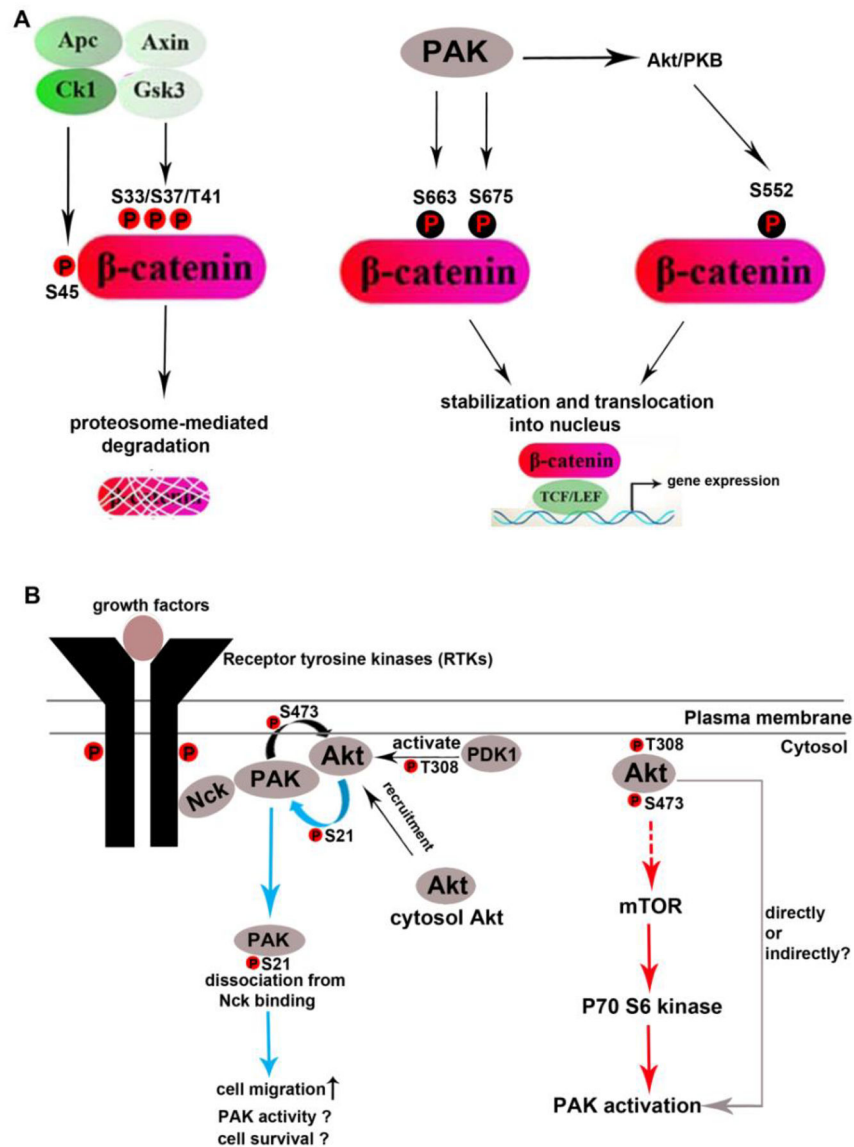 A
Apc
Axin
Ck1
Gsk3
S33/S37/T41
P P P
P
S45
β-catenin
proteosome-mediated
degradation
β-catenin
PAK
Akt/PKB
S663
S675
S552
P
P
P
β-catenin
β-catenin
stabilization and translocation
into nucleus
β-catenin
TCF/LEF
gene expression
B
growth factors
Receptor tyrosine kinases (RTKs)
Plasma membrane
Cytosol
P
P
P S473
Nck
PAK
Akt
activate
P T308
PDK1
P S21
recruitment
Akt
cytosol Akt
PAK
P S21
dissociation from
Nck binding
cell migration↑
PAK activity ?
cell survival ?
P T308
Akt
P S473
mTOR
P70 S6 kinase
PAK activation
directly
or
indirectly?